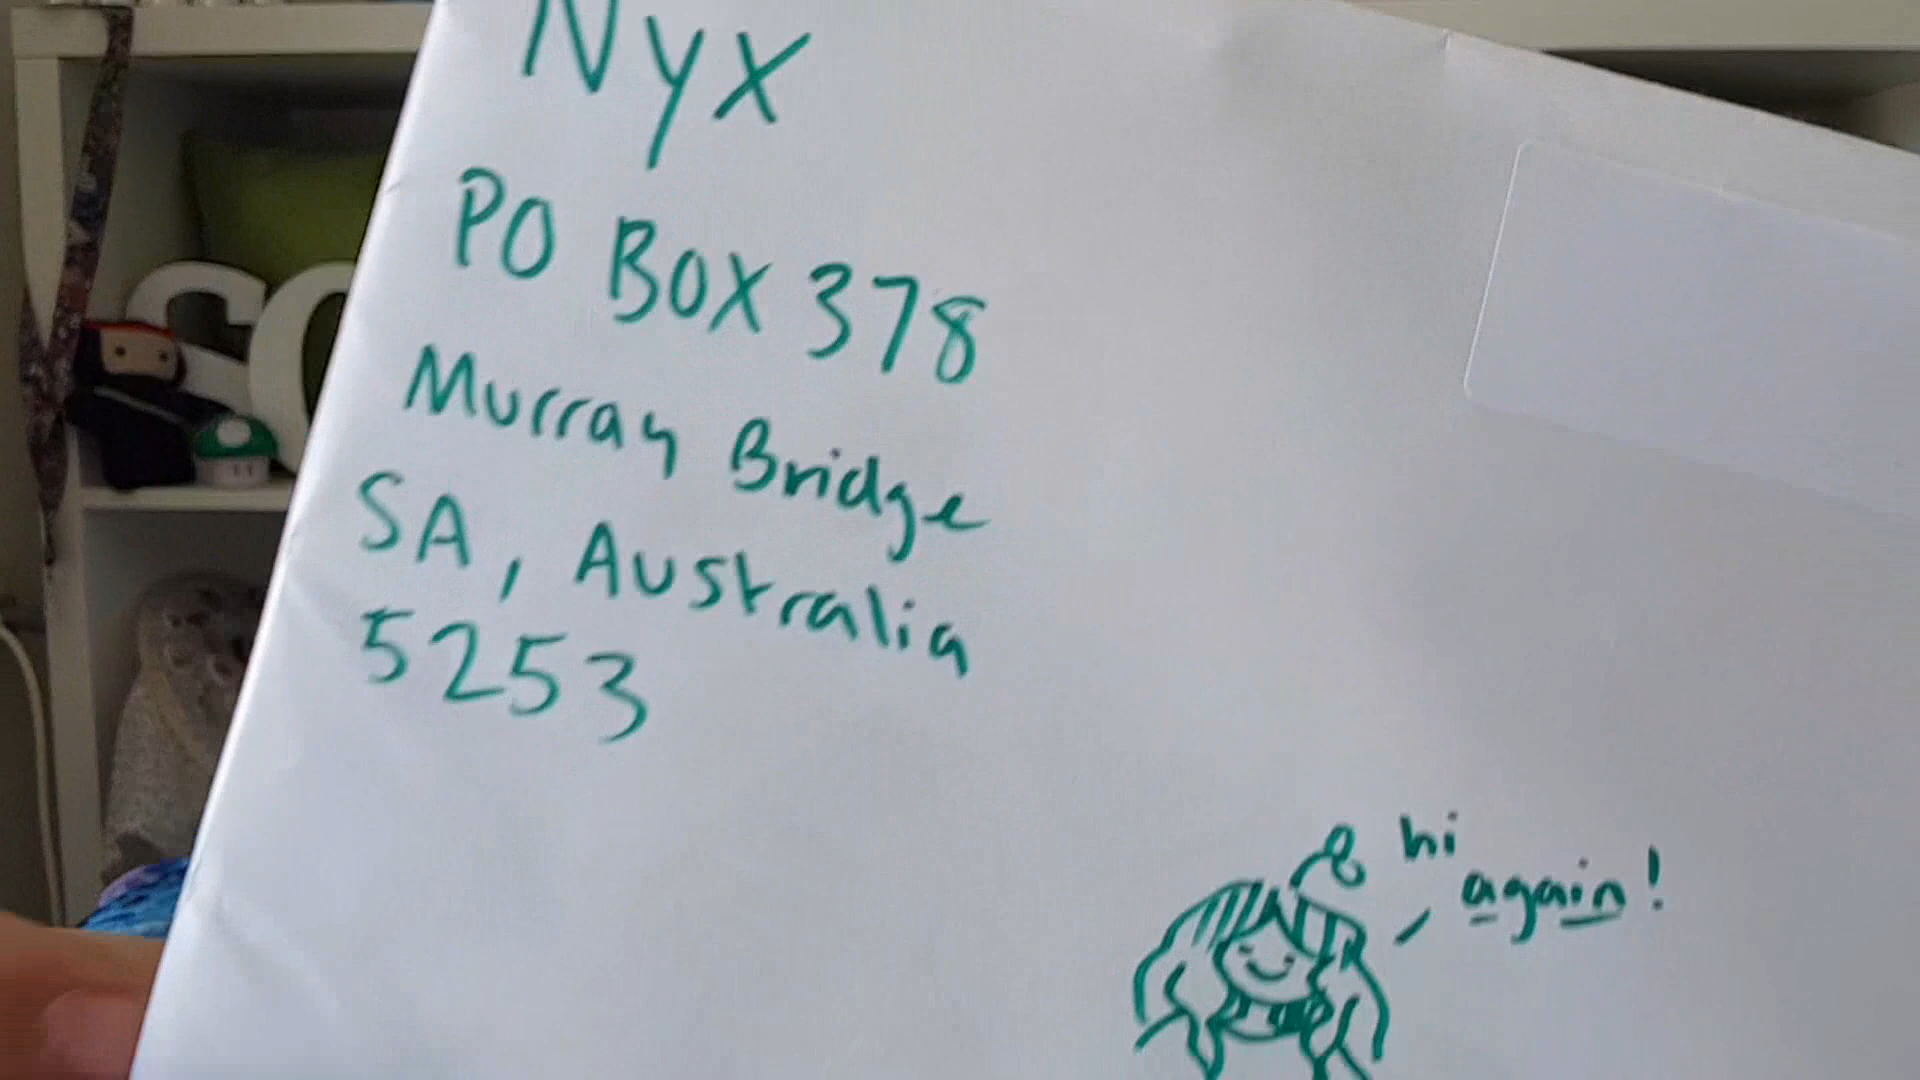 Nyx
PO BOX 378
Murray Bridge
SA, Australia
5253
hi
again!